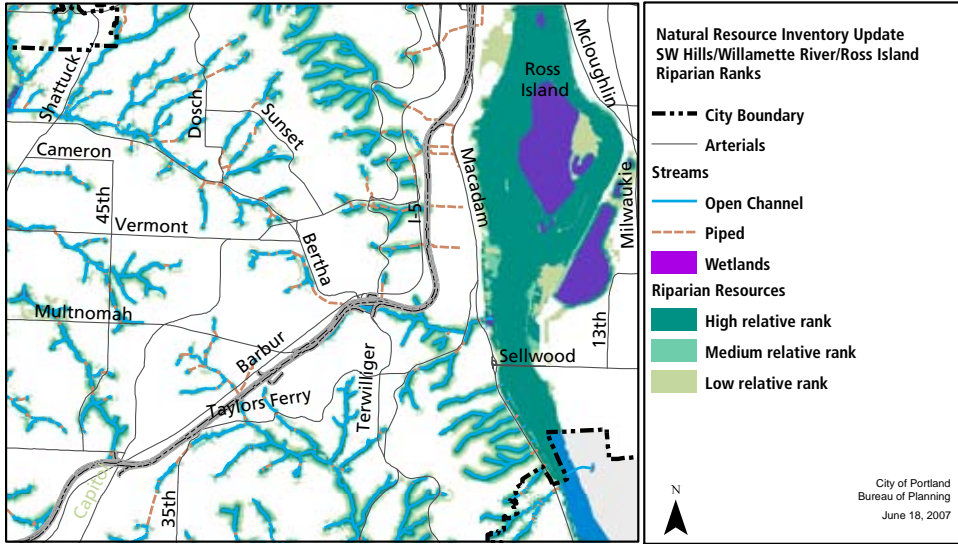 Shattuck
Dosch
Sunset
Cameron
45th
Vermont
Bertha
I-5
Macadam
Ross
Island
Mcloughlin
Milwaukie
13th
Multnomah
Barbur
Sellwood
Taylors Ferry
Terwilliger
Capito
35th
Natural Resource Inventory Update
SW Hills/Willamette River/Ross Island
Riparian Ranks
City Boundary
Arterials
Streams
Open Channel
Piped
Wetlands
Riparian Resources
High relative rank
Medium relative rank
Low relative rank
N
City of Portland
Bureau of Planning
June 18, 2007